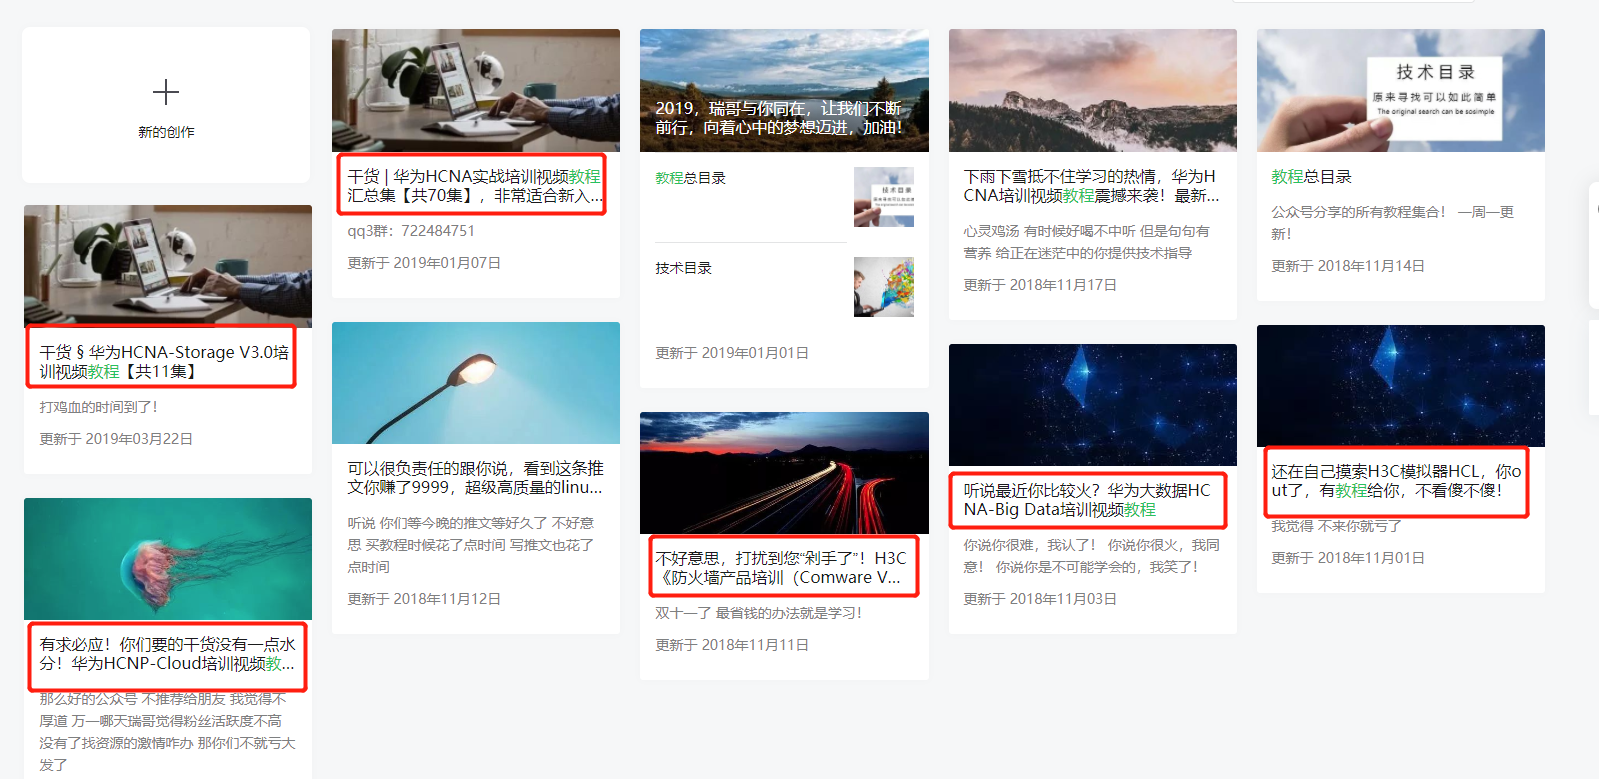 新的创作
干货 § 华为HCNA-Storage V3.0培
训视频教程【共11集】
打鸡血的时间到了！
更新于 2019年03月22日
有求必应！你们要的干货没有一点水
分！华为HCNP-Cloud培训视频教...
那么好的公众号 不推荐给朋友 我觉得不
厚道 万一哪天瑞哥觉得粉丝活跃度不高
没有了找资源的激情咋办 那你们不就亏大
发了
干货 | 华为HCNA实战培训视频教程
汇总集【共70集】，非常适合新入...
qq3群：722484751
更新于 2019年01月07日
可以很负责任的跟你说，看到这条推
文你赚了9999，超级高质量的linu...
听说 你们等今晚的推文等好久了 不好意
思 买教程时候花了点时间 写推文也花了
点时间
更新于 2018年11月12日
2019，瑞哥与你同在，让我们不断
前行，向着心中的梦想迈进，加油！
教程总目录
技术目录
更新于 2019年01月01日
不好意思，打扰到您“剁手了”！H3C
《防火墙产品培训（Comware V...
双十一了 最省钱的办法就是学习！
更新于 2018年11月11日
下雨下雪抵不住学习的热情，华为H
CNA培训视频教程震撼来袭！最新...
心灵鸡汤 有时候好喝不中听 但是句句有
营养 给正在迷茫中的你提供技术指导
更新于 2018年11月17日
听说最近你比较火？华为大数据HC
NA-Big Data培训视频教程
你说你很难，我认了！ 你说你很火，我同
意！ 你说你是不可能学会的，我笑了！
更新于 2018年11月03日
技术目录
原来寻找可以如此简单
The original search can be sosimple
教程总目录
公众号分享的所有教程集合！ 一周一更
新！
更新于 2018年11月14日
还在自己摸索H3C模拟器HCL，你o
ut了，有教程给你，不看傻不傻！
我觉得 不来你就亏了
更新于 2018年11月01日